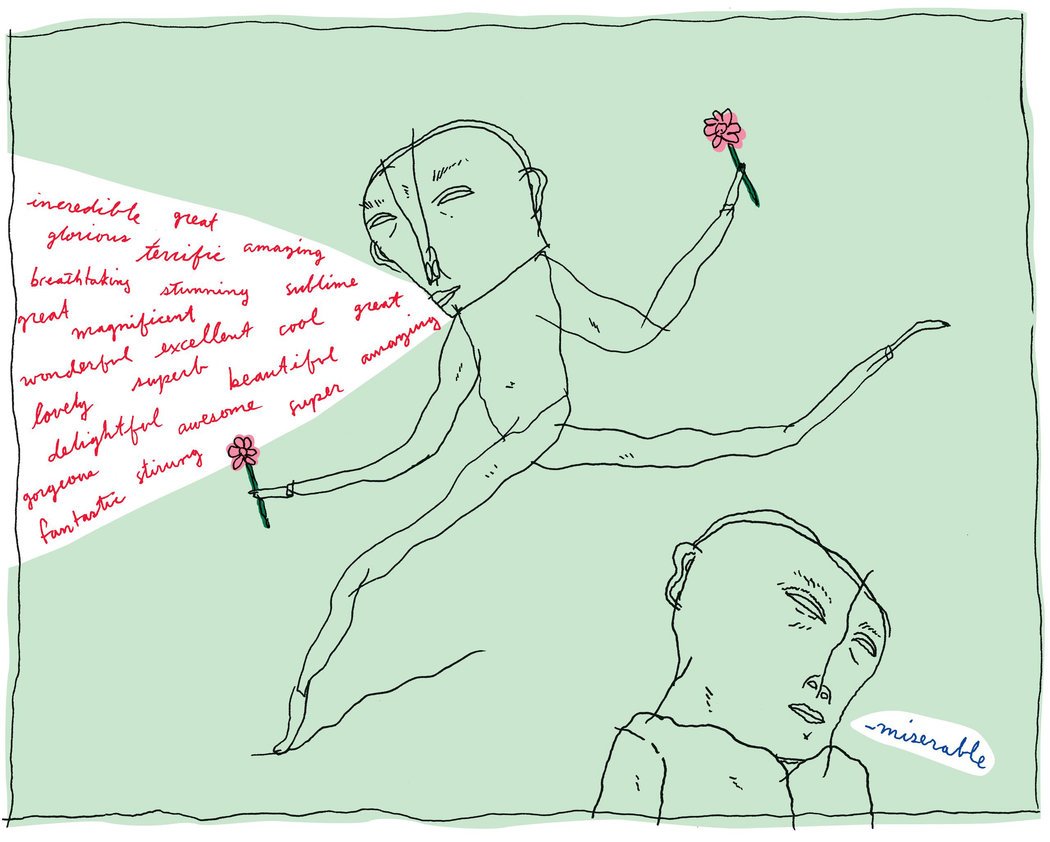 incredible great
glorious terrific amazing
breathtaking stunning sublime
great magnificent
wonderful excellent cool great
lovely superb beautiful amazing
delightful awesome super
gorgeous
fantastic
-miserable